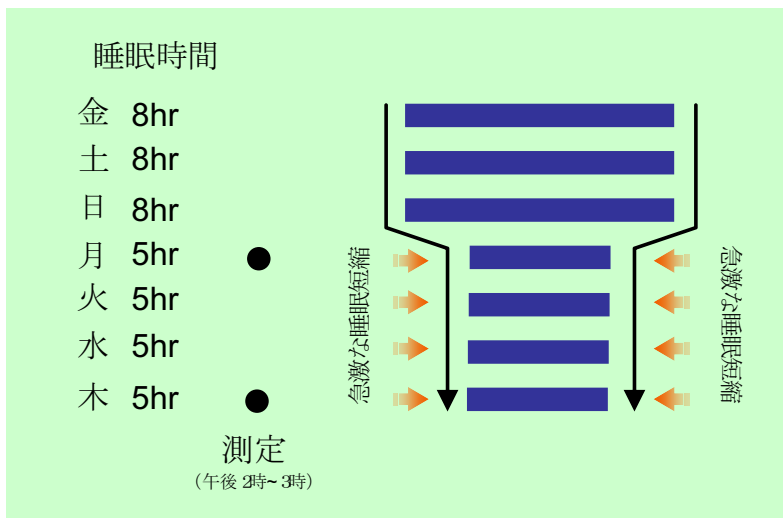 睡眠時間
金 8hr
土 8hr
日 8hr
月 5hr
火 5hr
水 5hr
木 5hr
測定
（午後 2時~ 3時）
急激な睡眠短縮
急激な睡眠短縮